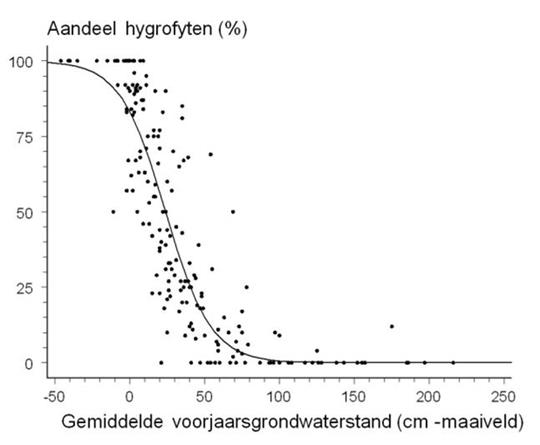 Aandeel hygrofyten (%)
100
75
50
25
0
-50 0 50 100 150 200 250
Gemiddelde voorjaarsgrondwaterstand (cm -maaiveld)